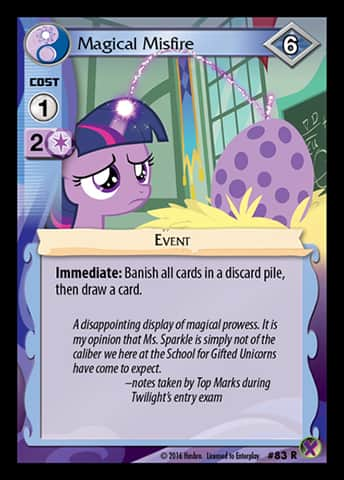 Magical Misfire
6
COST
1
2
EVENT
Immediate: Banish all cards in a discard pile,
then draw a card.
A disappointing display of magical prowess. It is
my opinion that Ms. Sparkle is simply not of the
caliber we here at the School for Gifted Unicorns
have come to expect.
–notes taken by Top Marks during
Twilight's entry exam
© 2016 Hasbro. Licensed to Enterplay #83 R